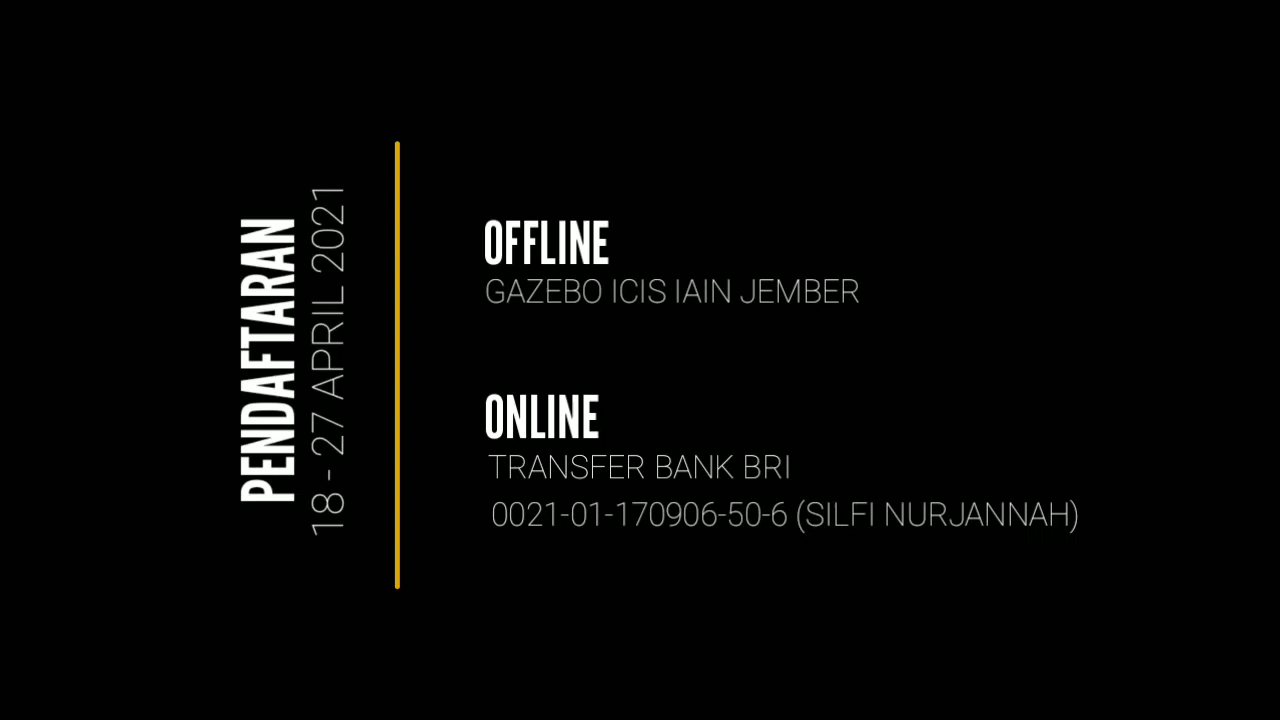 PENDAFTARAN
18 - 27 APRIL 2021
OFFLINE
GAZEBO ICIS IAIN JEMBER
ONLINE
TRANSFER BANK BRI
0021-01-170906-50-6 (SILFI NURJANNAH)